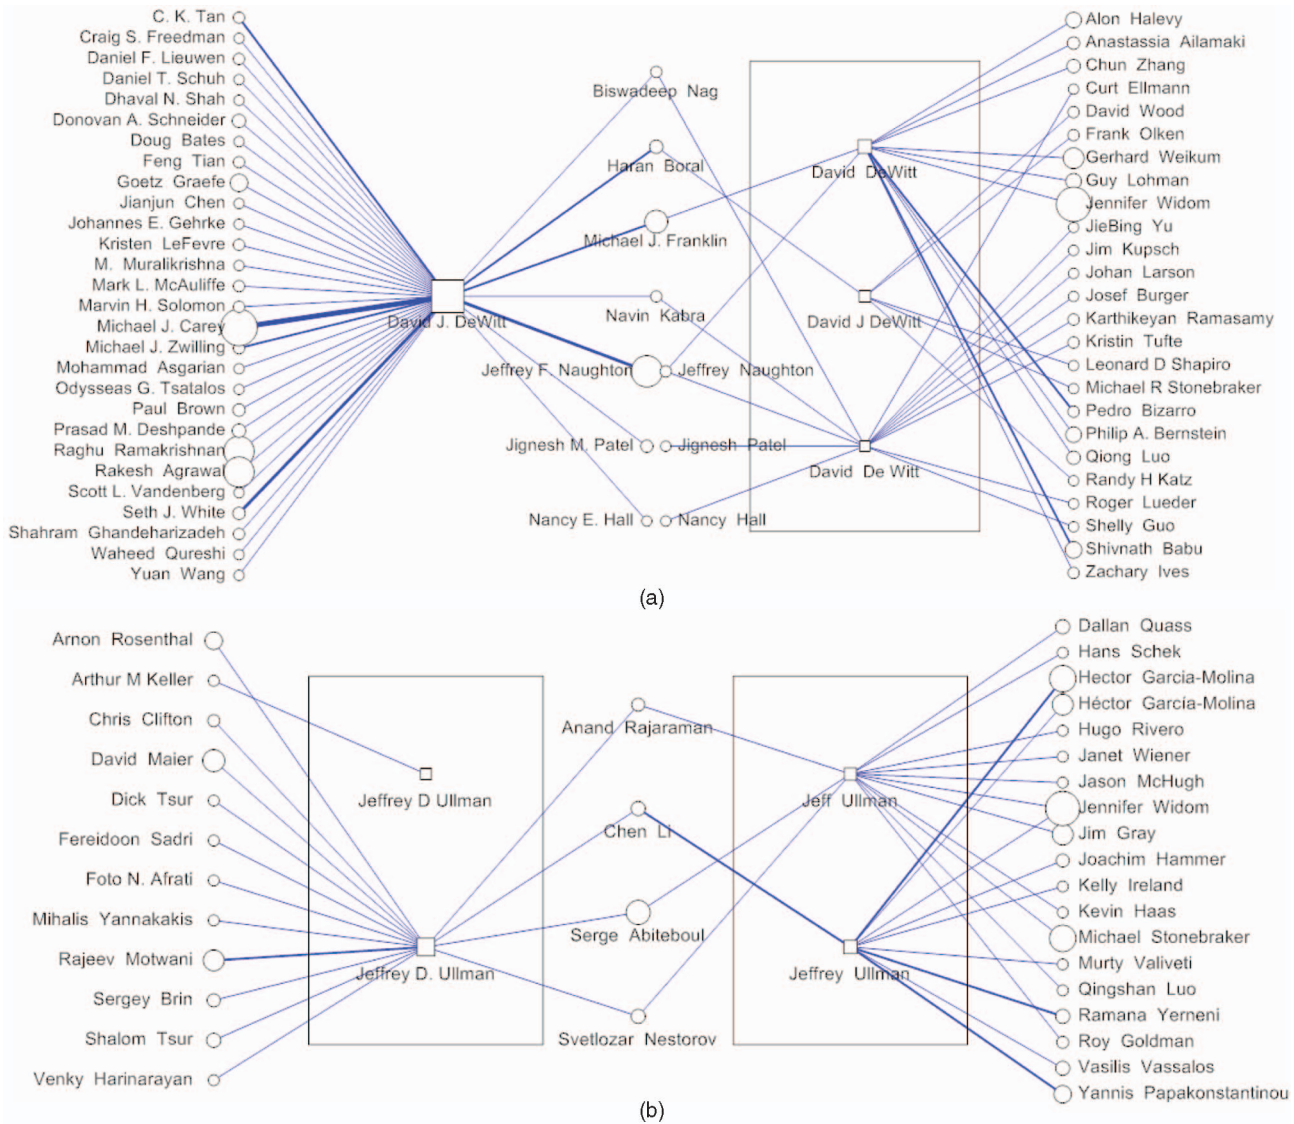 C. K. Tan
Craig S. Freedman
Daniel F. Lieuwen
Daniel T. Schuh
Dhaval N. Shah
Donovan A. Schneider
Doug Bates
Feng Tian
Goetz Graefe
Jianjun Chen
Johannes E. Gehrke
Kristen LeFevre
M. Muralikrishna
Mark L. McAuliffe
Marvin H. Solomon
Michael J. Carey
Michael J. Zwilling
Mohammad Asgarian
Odysseas G. Tsatalos
Paul Brown
Prasad M. Deshpande
Raghu Ramakrishnan
Rakesh Agrawal
Scott L. Vandenberg
Seth J. White
Shahram Ghandeharizadeh
Waheed Qureshi
Yuan Wang
David J. DeWitt
Biswadeep Nag
Haran Boral
Michael J. Franklin
Navin Kabra
Jeffrey F. Naughton
Jeffrey Naughton
Jignesh M. Patel
Jignesh Patel
Nancy E. Hall
Nancy Hall
David DeWitt
David J DeWitt
David De Witt
Alon Halevy
Anastassia Ailamaki
Chun Zhang
Curt Ellmann
David Wood
Frank Olken
Gerhard Weikum
Guy Lohman
Jennifer Widom
JieBing Yu
Jim Kupsch
Johan Larson
Josef Burger
Karthikeyan Ramasamy
Kristin Tufte
Leonard D Shapiro
Michael R Stonebraker
Pedro Bizarro
Philip A. Bernstein
Qiong Luo
Randy H Katz
Roger Lueder
Shelly Guo
Shivnath Babu
Zachary Ives
(a)
Arnon Rosenthal
Arthur M Keller
Chris Clifton
David Maier
Dick Tsur
Fereidoon Sadri
Foto N. Afrati
Mihalis Yannakakis
Rajeev Motwani
Sergey Brin
Shalom Tsur
Venky Harinarayan
Jeffrey D Ullman
Jeffrey D. Ullman
Anand Rajaraman
Chen Li
Serge Abiteboul
Svetlozar Nestorov
Jeff Ullman
Jeffrey Ullman
Dallan Quass
Hans Schek
Hector Garcia-Molina
Héctor García-Molina
Hugo Rivero
Janet Wiener
Jason McHugh
Jennifer Widom
Jim Gray
Joachim Hammer
Kelly Ireland
Kevin Haas
Michael Stonebraker
Murty Valiveti
Qingshan Luo
Ramana Yerneni
Roy Goldman
Vasilis Vassalos
Yannis Papakonstantinou
(b)